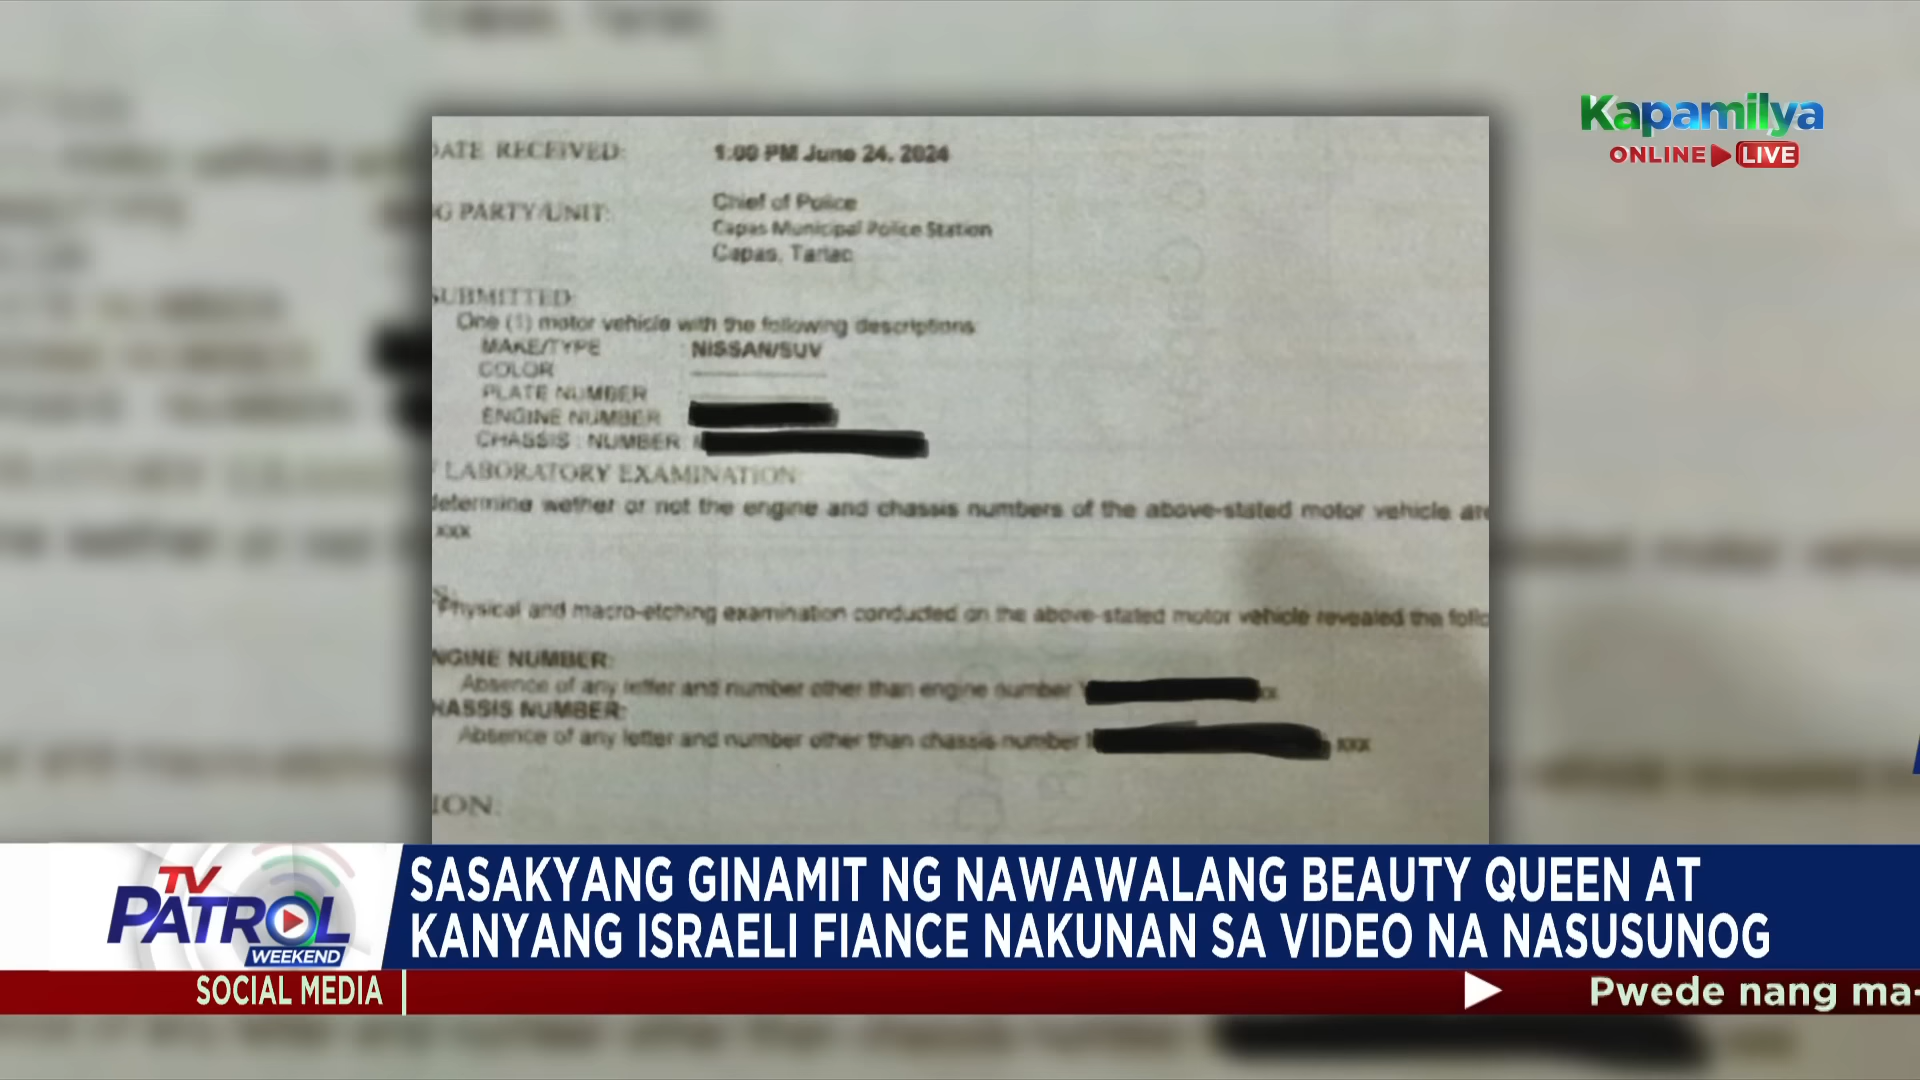 Kapamilya
ONLINE LIVE
DATE RECEIVED: 1:00 PM June 24, 2024
G PARTY/UNIT: Chief of Police
Capas Municipal Police Station
Capas, Tarlac
SUBMITTED:
One (1) motor vehicle with the following descriptions
MAKE/TYPE : NISSAN/SUV
COLOR
PLATE NUMBER
ENGINE NUMBER
CHASSIS : NUMBER :
LABORATORY EXAMINATION:
determine wether or not the engine and chassis numbers of the above-stated motor vehicle are
xxx
S:
Physical and macro-etching examination conducted on the above-stated motor vehicle revealed the follo
NGINE NUMBER:
Absence of any letter and number other than engine number xx
HASSIS NUMBER:
Absence of any letter and number other than chassis number xxx
ION:
TV PATROL WEEKEND
SASAKYANG GINAMIT NG NAWAWALANG BEAUTY QUEEN AT
KANYANG ISRAELI FIANCE NAKUNAN SA VIDEO NA NASUSUNOG
SOCIAL MEDIA
Pwede nang ma-